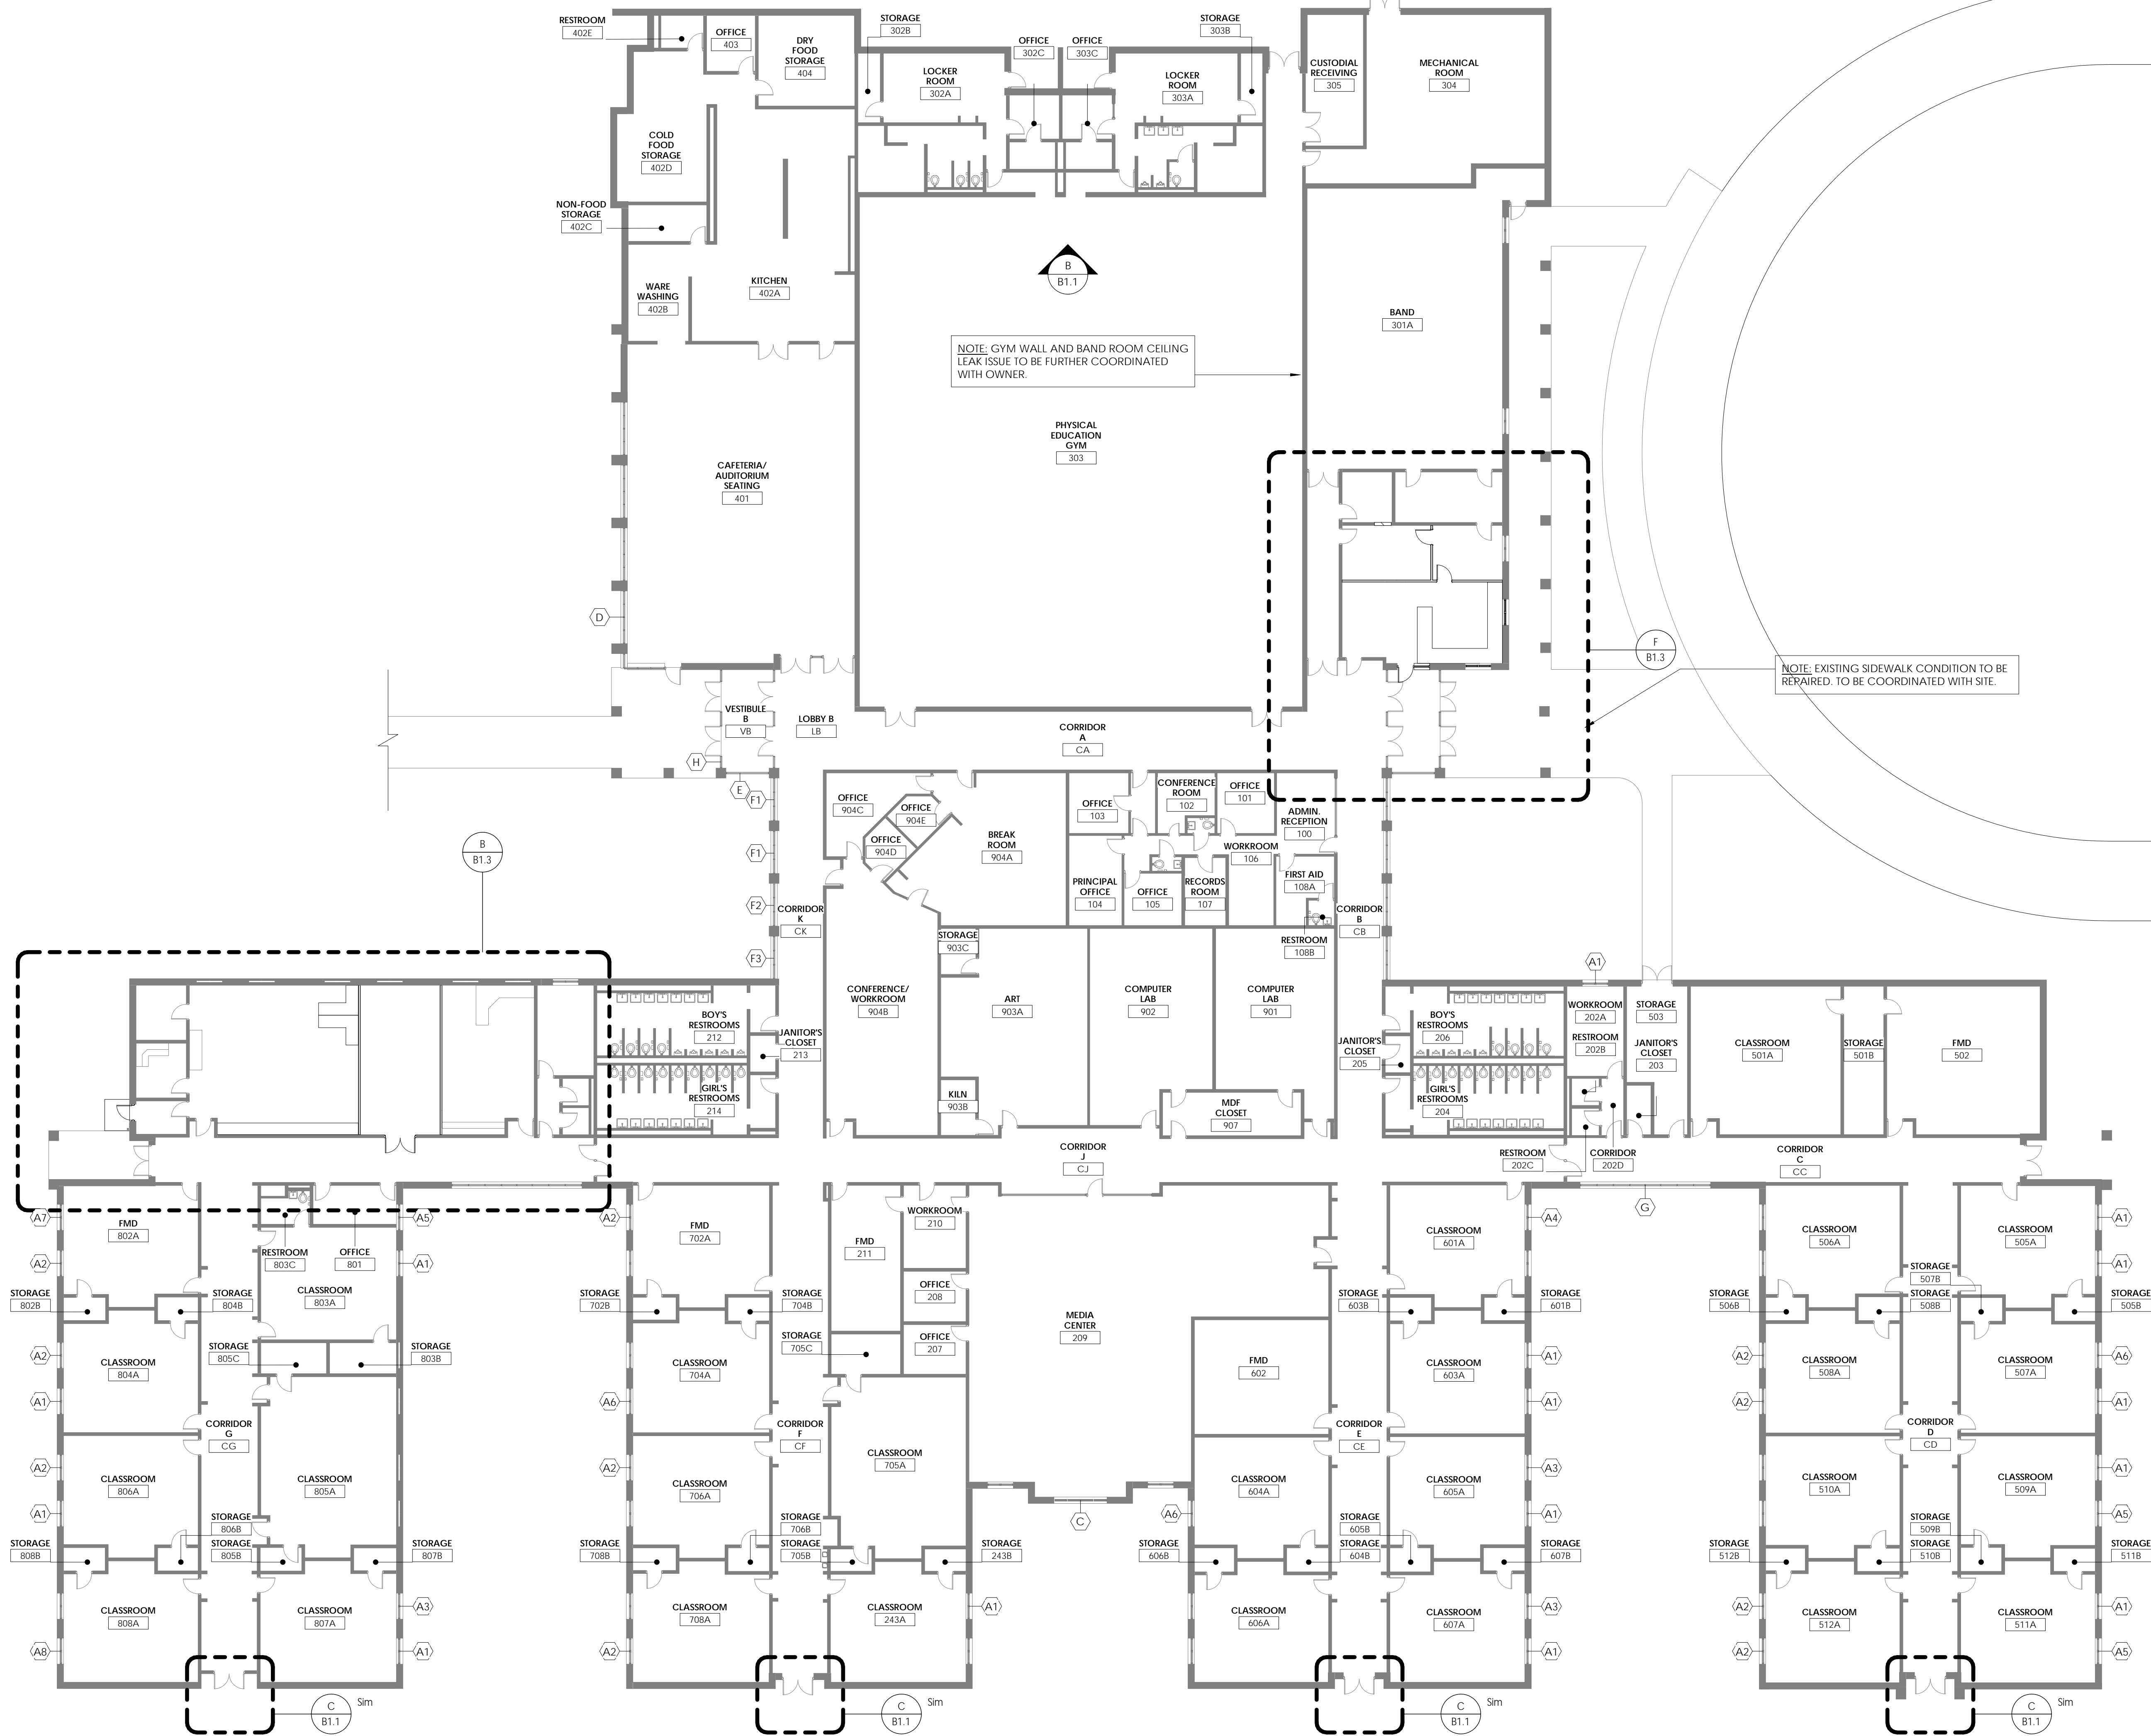 RESTROOM
402E
OFFICE
403
DRY
FOOD
STORAGE
404
STORAGE
302B
OFFICE
302C
OFFICE
303C
STORAGE
303B
LOCKER
ROOM
302A
LOCKER
ROOM
303A
CUSTODIAL
RECEIVING
305
MECHANICAL
ROOM
304
COLD
FOOD
STORAGE
402D
NON-FOOD
STORAGE
402C
WARE
WASHING
402B
KITCHEN
402A
B
B1.1
BAND
301A
NOTE: GYM WALL AND BAND ROOM CEILING
LEAK ISSUE TO BE FURTHER COORDINATED
WITH OWNER.
PHYSICAL
EDUCATION
GYM
303
CAFETERIA/
AUDITORIUM
SEATING
401
D
F
B1.3
NOTE: EXISTING SIDEWALK CONDITION TO BE
REPAIRED. TO BE COORDINATED WITH SITE.
VESTIBULE
B
VB
LOBBY B
LB
CORRIDOR
A
CA
H
E
F1
F1
F2
F3
OFFICE
904C
OFFICE
904E
OFFICE
904D
BREAK
ROOM
904A
OFFICE
103
CONFERENCE
ROOM
102
OFFICE
101
ADMIN.
RECEPTION
100
WORKROOM
106
PRINCIPAL
OFFICE
104
OFFICE
105
RECORDS
ROOM
107
FIRST AID
108A
RESTROOM
108B
CORRIDOR
K
CK
CORRIDOR
B
CB
B
B1.3
STORAGE
903C
CONFERENCE/
WORKROOM
904B
ART
903A
COMPUTER
LAB
902
COMPUTER
LAB
901
KILN
903B
MDF
CLOSET
907
BOY'S
RESTROOMS
212
JANITOR'S
CLOSET
213
GIRL'S
RESTROOMS
214
JANITOR'S
CLOSET
205
BOY'S
RESTROOMS
206
GIRL'S
RESTROOMS
204
A1
WORKROOM
202A
RESTROOM
202B
STORAGE
503
JANITOR'S
CLOSET
203
CLASSROOM
501A
STORAGE
501B
FMD
502
RESTROOM
202C
CORRIDOR
202D
CORRIDOR
C
CC
CORRIDOR
J
CJ
A7
FMD
802A
A2
RESTROOM
803C
OFFICE
801
A5
A1
CLASSROOM
803A
STORAGE
802B
STORAGE
804B
A2
CLASSROOM
804A
A1
STORAGE
805C
STORAGE
803B
CORRIDOR
G
CG
A2
CLASSROOM
806A
A1
CLASSROOM
805A
STORAGE
806B
STORAGE
808B
STORAGE
805B
STORAGE
807B
CLASSROOM
808A
CLASSROOM
807A
A3
A8
A1
C
B1.1
Sim
A2
FMD
702A
FMD
211
WORKROOM
210
OFFICE
208
OFFICE
207
STORAGE
702B
STORAGE
704B
STORAGE
705C
CLASSROOM
704A
A6
CORRIDOR
F
CF
A2
CLASSROOM
706A
CLASSROOM
705A
STORAGE
706B
STORAGE
708B
STORAGE
705B
STORAGE
243B
CLASSROOM
708A
CLASSROOM
243A
A1
A2
C
B1.1
Sim
MEDIA
CENTER
209
C
FMD
602
CLASSROOM
601A
A4
G
STORAGE
603B
STORAGE
601B
CLASSROOM
603A
A1
A1
CORRIDOR
E
CE
CLASSROOM
604A
A6
CLASSROOM
605A
A3
A1
STORAGE
605B
STORAGE
606B
STORAGE
604B
STORAGE
607B
CLASSROOM
606A
CLASSROOM
607A
A3
A1
C
B1.1
Sim
CLASSROOM
506A
CLASSROOM
505A
A1
A1
STORAGE
507B
STORAGE
506B
STORAGE
508B
STORAGE
505B
A2
CLASSROOM
508A
A2
CLASSROOM
507A
A6
A1
CORRIDOR
D
CD
CLASSROOM
510A
CLASSROOM
509A
A1
A5
STORAGE
509B
STORAGE
512B
STORAGE
510B
STORAGE
511B
A2
CLASSROOM
512A
A2
CLASSROOM
511A
A1
A5
C
B1.1
Sim